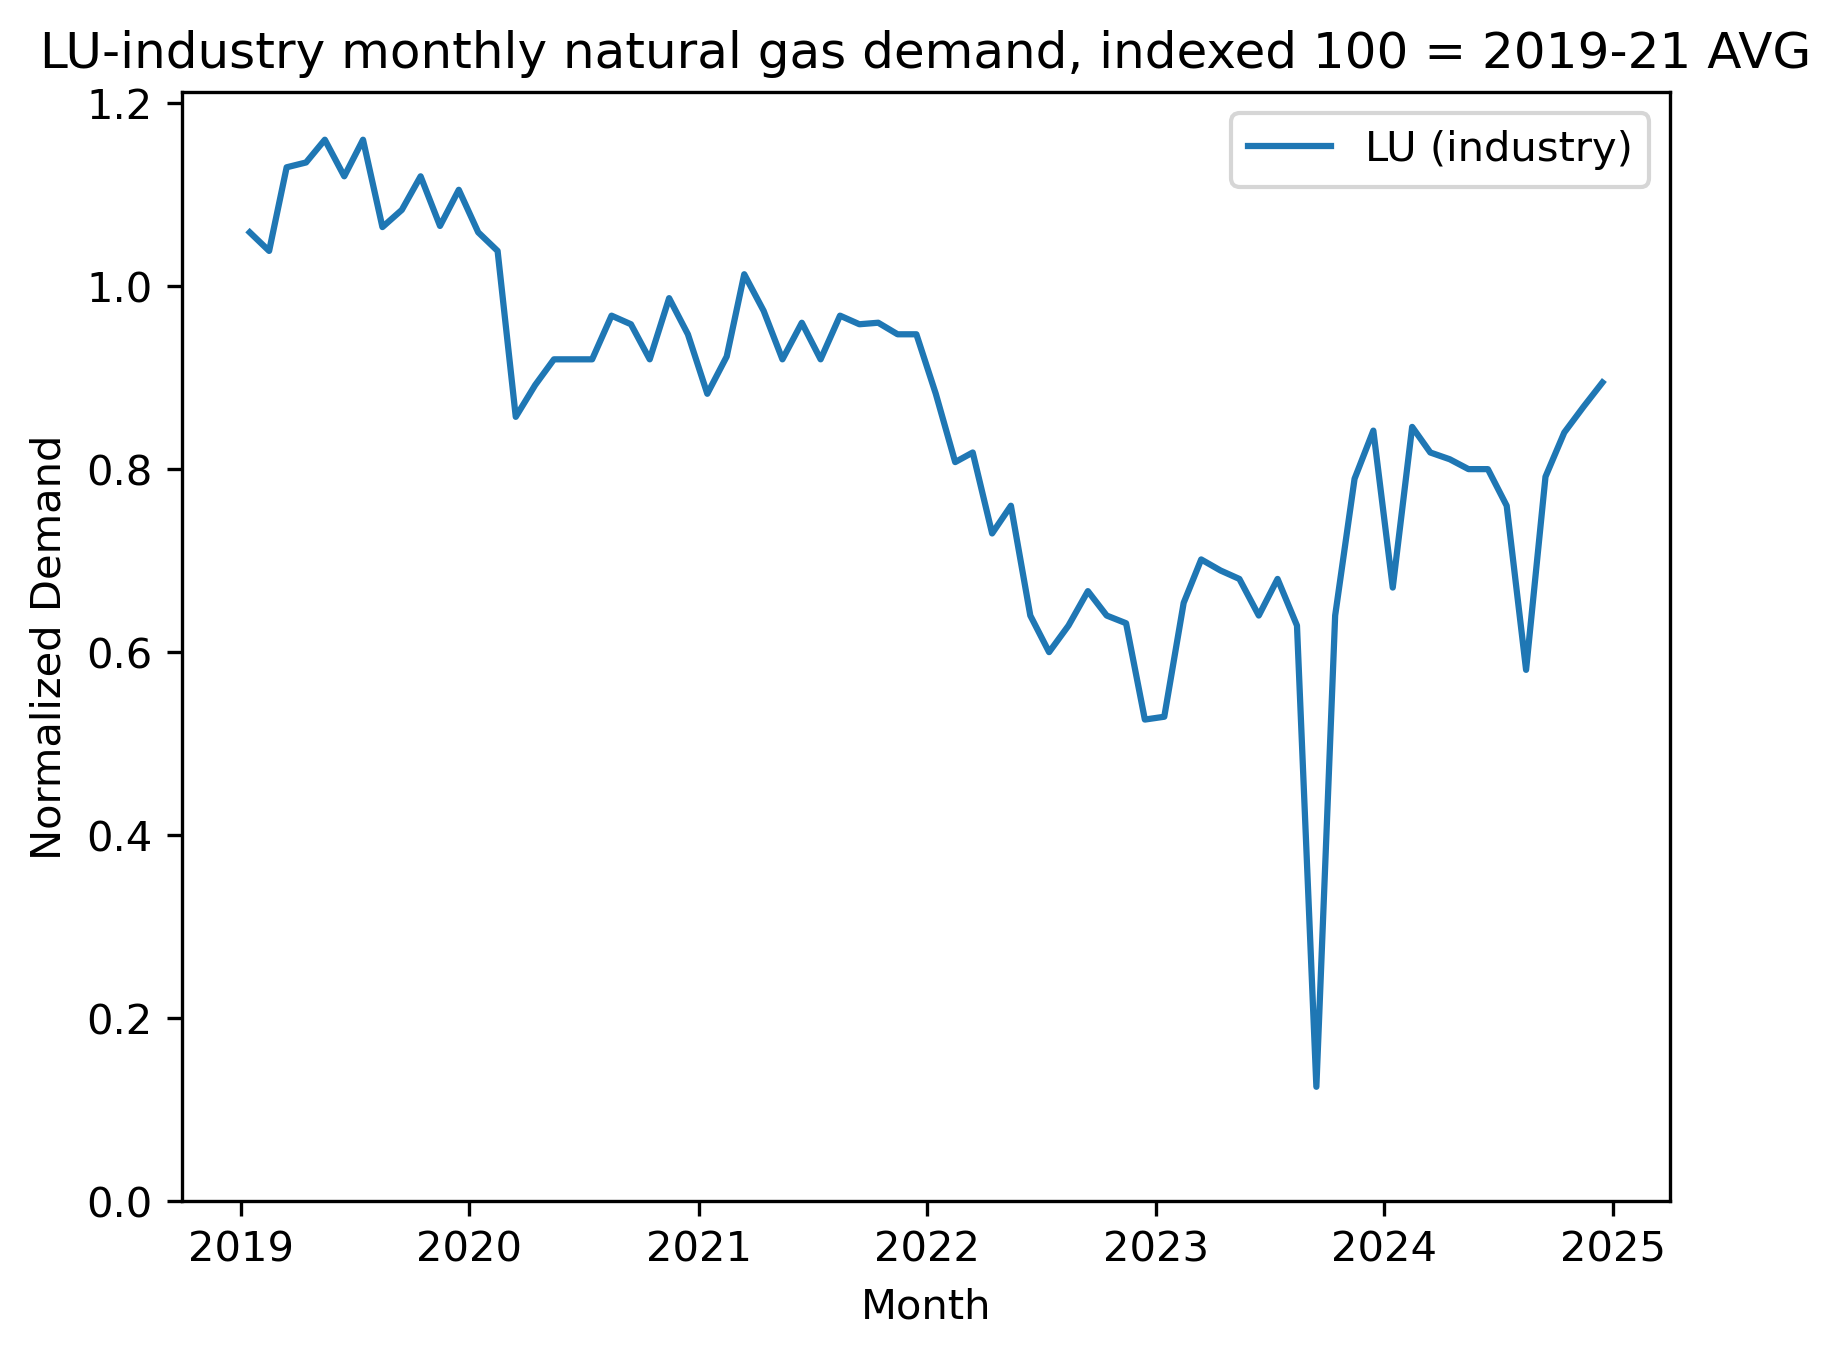 LU-industry monthly natural gas demand, indexed 100 = 2019-21 AVG
LU (industry)
1.2
1.0
0.8
0.6
0.4
0.2
0.0
Normalized Demand
2019 2020 2021 2022 2023 2024 2025
Month